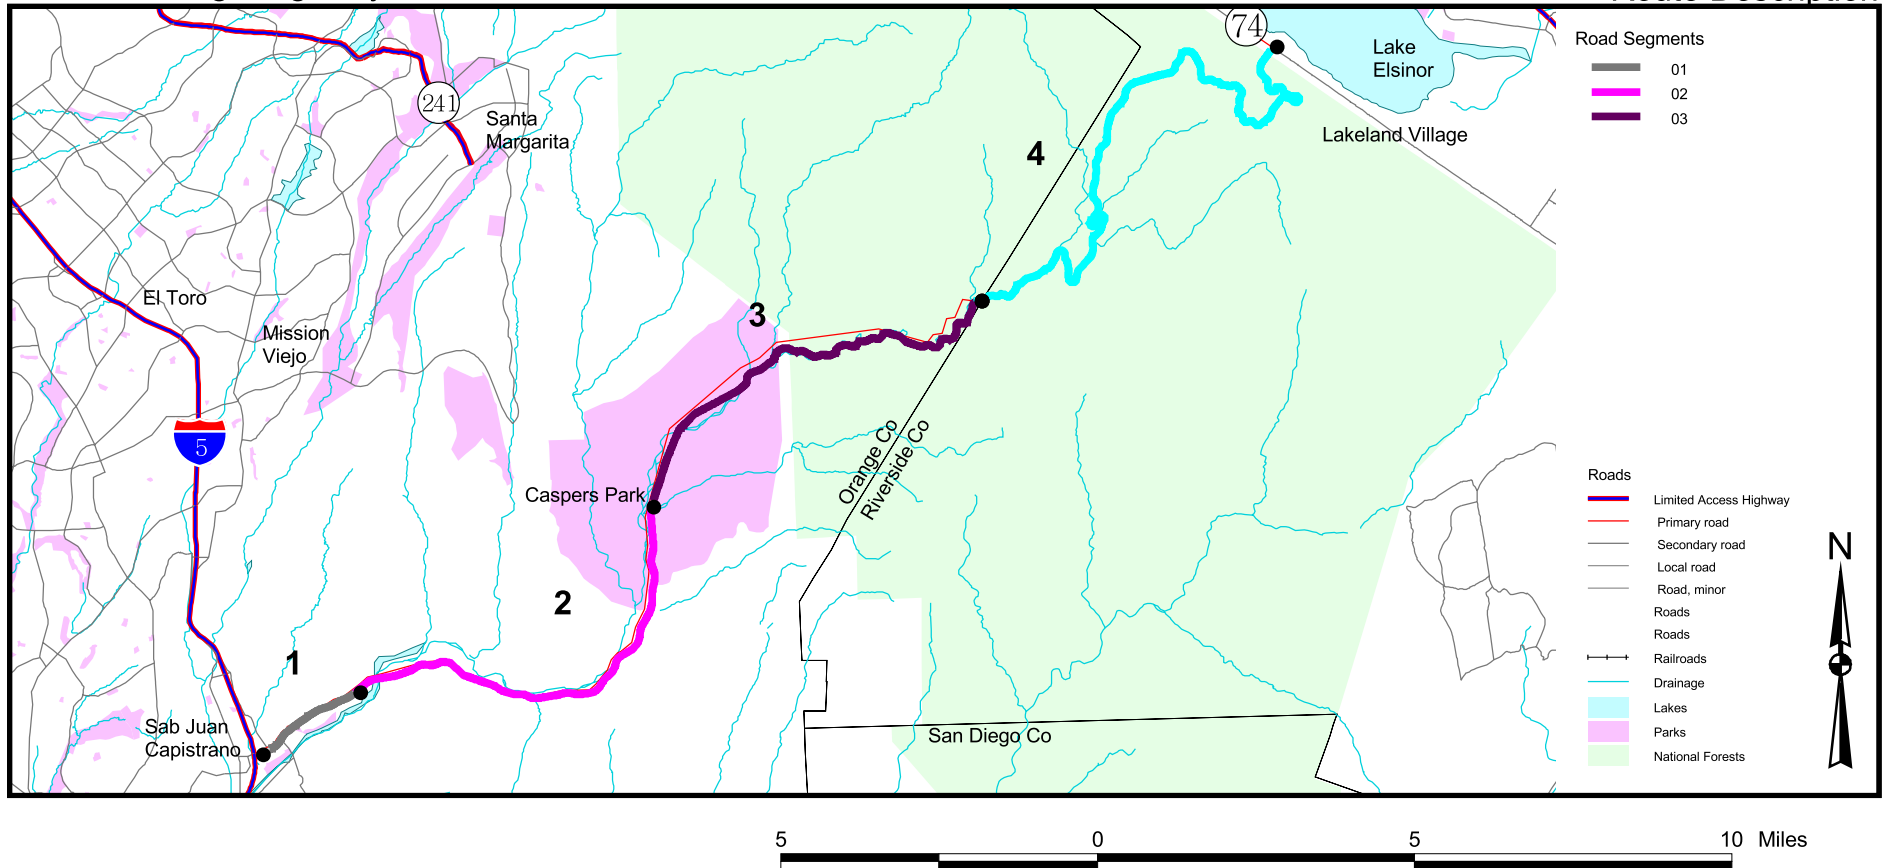 Route Description
74
Lake
Elsinor
Road Segments
01
02
03
241
Santa
Margarita
Lakeland Village
4
El Toro
3
Mission
Viejo
5
Orange Co
Riverside Co
Caspers Park
2
1
Sab Juan
Capistrano
San Diego Co
Roads
Limited Access Highway
Primary road
Secondary road
Local road
Road, minor
Roads
Roads
Railroads
Drainage
Lakes
Parks
National Forests
N
5 0 5 10 Miles